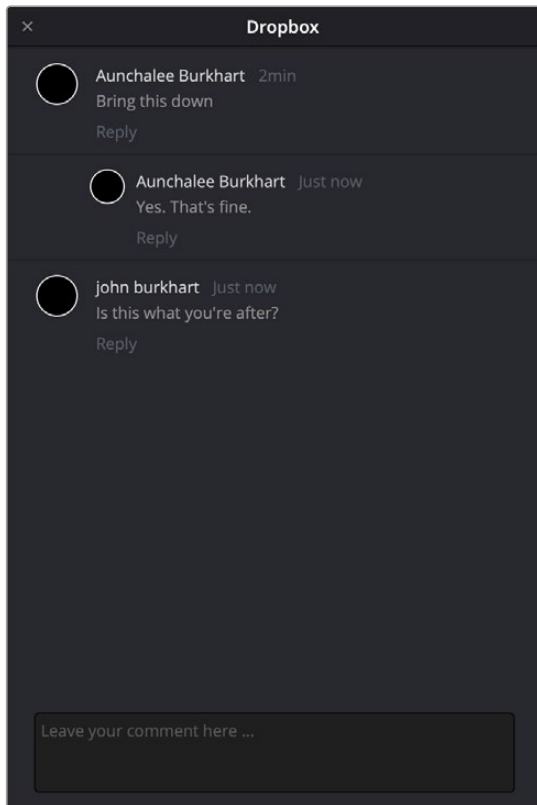 × Dropbox
Aunchalee Burkhart 2min
Bring this down
Reply
Aunchalee Burkhart Just now
Yes. That's fine.
Reply
john burkhart Just now
Is this what you're after?
Reply
Leave your comment here ...